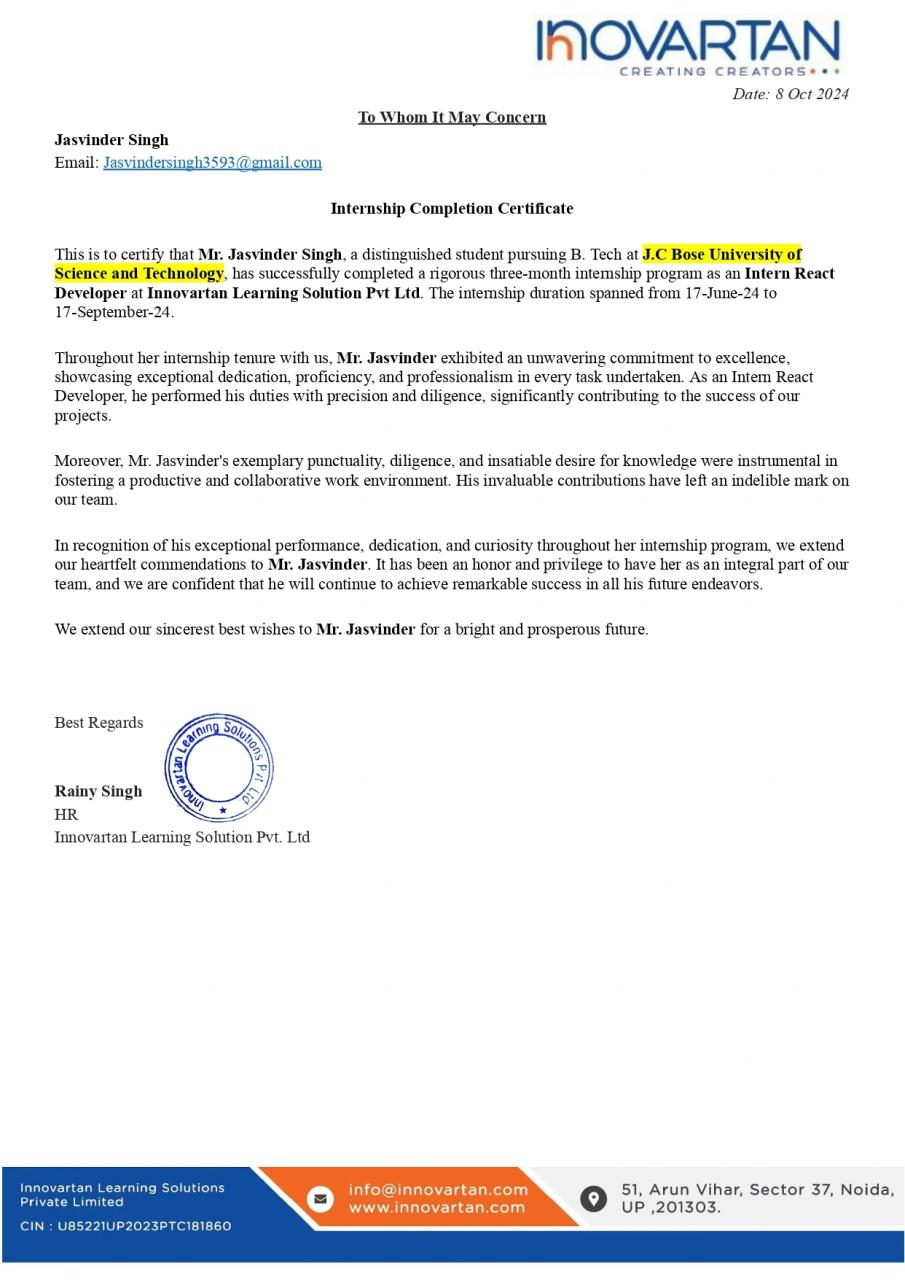 INOVARTAN
CREATING CREATORS
Date: 8 Oct 2024
To Whom It May Concern
Jasvinder Singh
Email: Jasvindersingh3593@gmail.com
Internship Completion Certificate
This is to certify that Mr. Jasvinder Singh, a distinguished student pursuing B. Tech at J.C Bose University of
Science and Technology, has successfully completed a rigorous three-month internship program as an Intern React
Developer at Innovartan Learning Solution Pvt Ltd. The internship duration spanned from 17-June-24 to
17-September-24.
Throughout her internship tenure with us, Mr. Jasvinder exhibited an unwavering commitment to excellence,
showcasing exceptional dedication, proficiency, and professionalism in every task undertaken. As an Intern React
Developer, he performed his duties with precision and diligence, significantly contributing to the success of our
projects.
Moreover, Mr. Jasvinder's exemplary punctuality, diligence, and insatiable desire for knowledge were instrumental in
fostering a productive and collaborative work environment. His invaluable contributions have left an indelible mark on
our team.
In recognition of his exceptional performance, dedication, and curiosity throughout her internship program, we extend
our heartfelt commendations to Mr. Jasvinder. It has been an honor and privilege to have her as an integral part of our
team, and we are confident that he will continue to achieve remarkable success in all his future endeavors.
We extend our sincerest best wishes to Mr. Jasvinder for a bright and prosperous future.
Best Regards
Innovartan Learning Solutions Pvt Ltd
Rainy Singh
HR
Innovartan Learning Solution Pvt. Ltd
Innovartan Learning Solutions
Private Limited
CIN : U85221UP2023PTC181860
info@innovartan.com
www.innovartan.com
51, Arun Vihar, Sector 37, Noida,
UP ,201303.